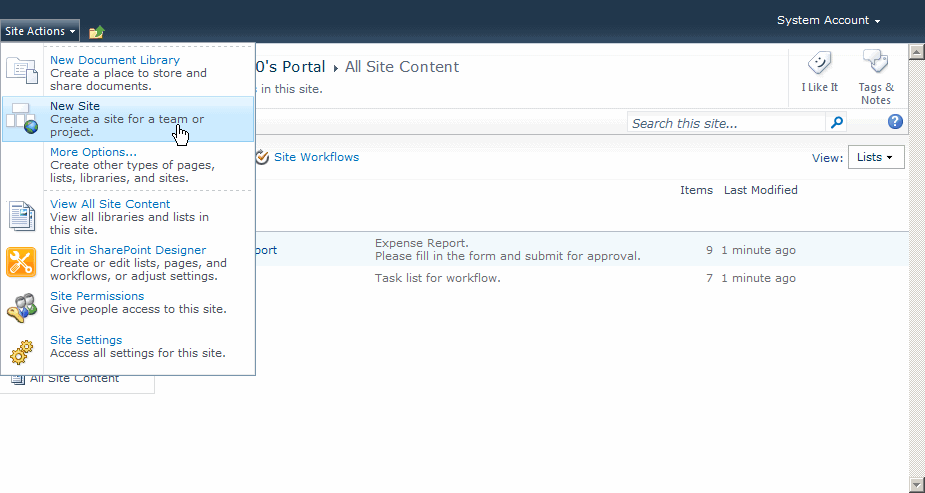 System Account
Site Actions
New Document Library
Create a place to store and
share documents.
New Site
Create a site for a team or
project.
More Options...
Create other types of pages,
lists, libraries, and sites.
View All Site Content
View all libraries and lists in
this site.
Edit in SharePoint Designer
Create or edit lists, pages, and
workflows, or adjust settings.
Site Permissions
Give people access to this site.
Site Settings
Access all settings for this site.
All Site Content
0's Portal ▸ All Site Content
in this site.
I Like It
Tags &
Notes
Search this site...
Site Workflows
View: Lists
Items Last Modified
port
Expense Report.
Please fill in the form and submit for approval.
9 1 minute ago
Task list for workflow.
7 1 minute ago